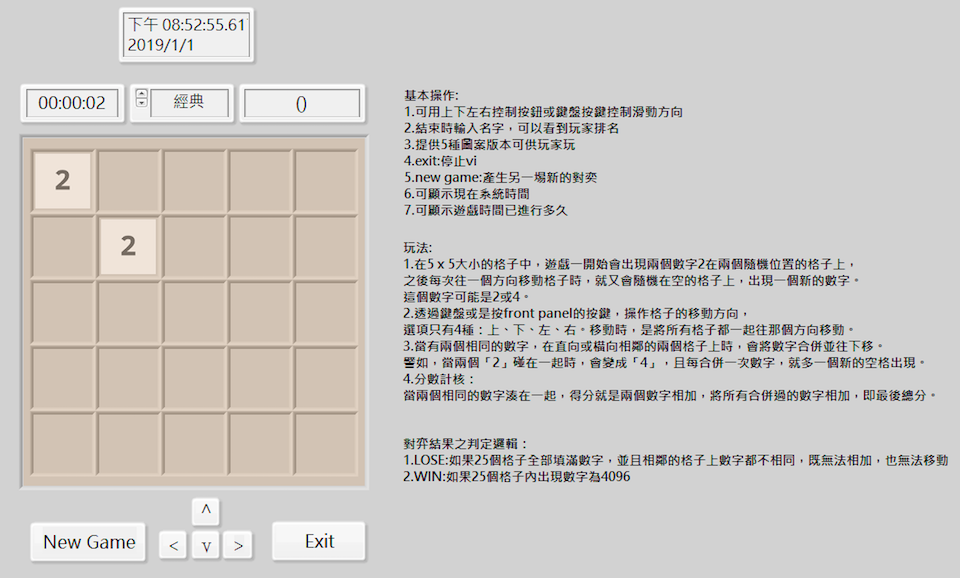 下午 08:52:55.61
2019/1/1
00:00:02
經典
()
2
2
New Game
^
<
v
>
Exit
基本操作:
1.可用上下左右控制按鈕或鍵盤按鍵控制滑動方向
2.結束時輸入名字，可以看到玩家排名
3.提供5種圖案版本可供玩家玩
4.exit:停止vi
5.new game:產生另一場新的對弈
6.可顯示現在系統時間
7.可顯示遊戲時間已進行多久
玩法:
1.在5 x 5大小的格子中，遊戲一開始會出現兩個數字2在兩個隨機位置的格子上，
之後每次往一個方向移動格子時，就又會隨機在空的格子上，出現一個新的數字。
這個數字可能是2或4。
2.透過鍵盤或是按front panel的按鍵，操作格子的移動方向，
選項只有4種：上、下、左、右。移動時，是將所有格子都一起往那個方向移動。
3.當有兩個相同的數字，在直向或橫向相鄰的兩個格子上時，會將數字合併並往下移。
譬如，當兩個「2」碰在一起時，會變成「4」，且每合併一次數字，就多一個新的空格出現。
4.分數計核：
當兩個相同的數字湊在一起，得分就是兩個數字相加，將所有合併過的數字相加，即最後總分。
對弈結果之判定邏輯：
1.LOSE:如果25個格子全部填滿數字，並且相鄰的格子上數字都不相同，既無法相加，也無法移動
2.WIN:如果25個格子內出現數字為4096